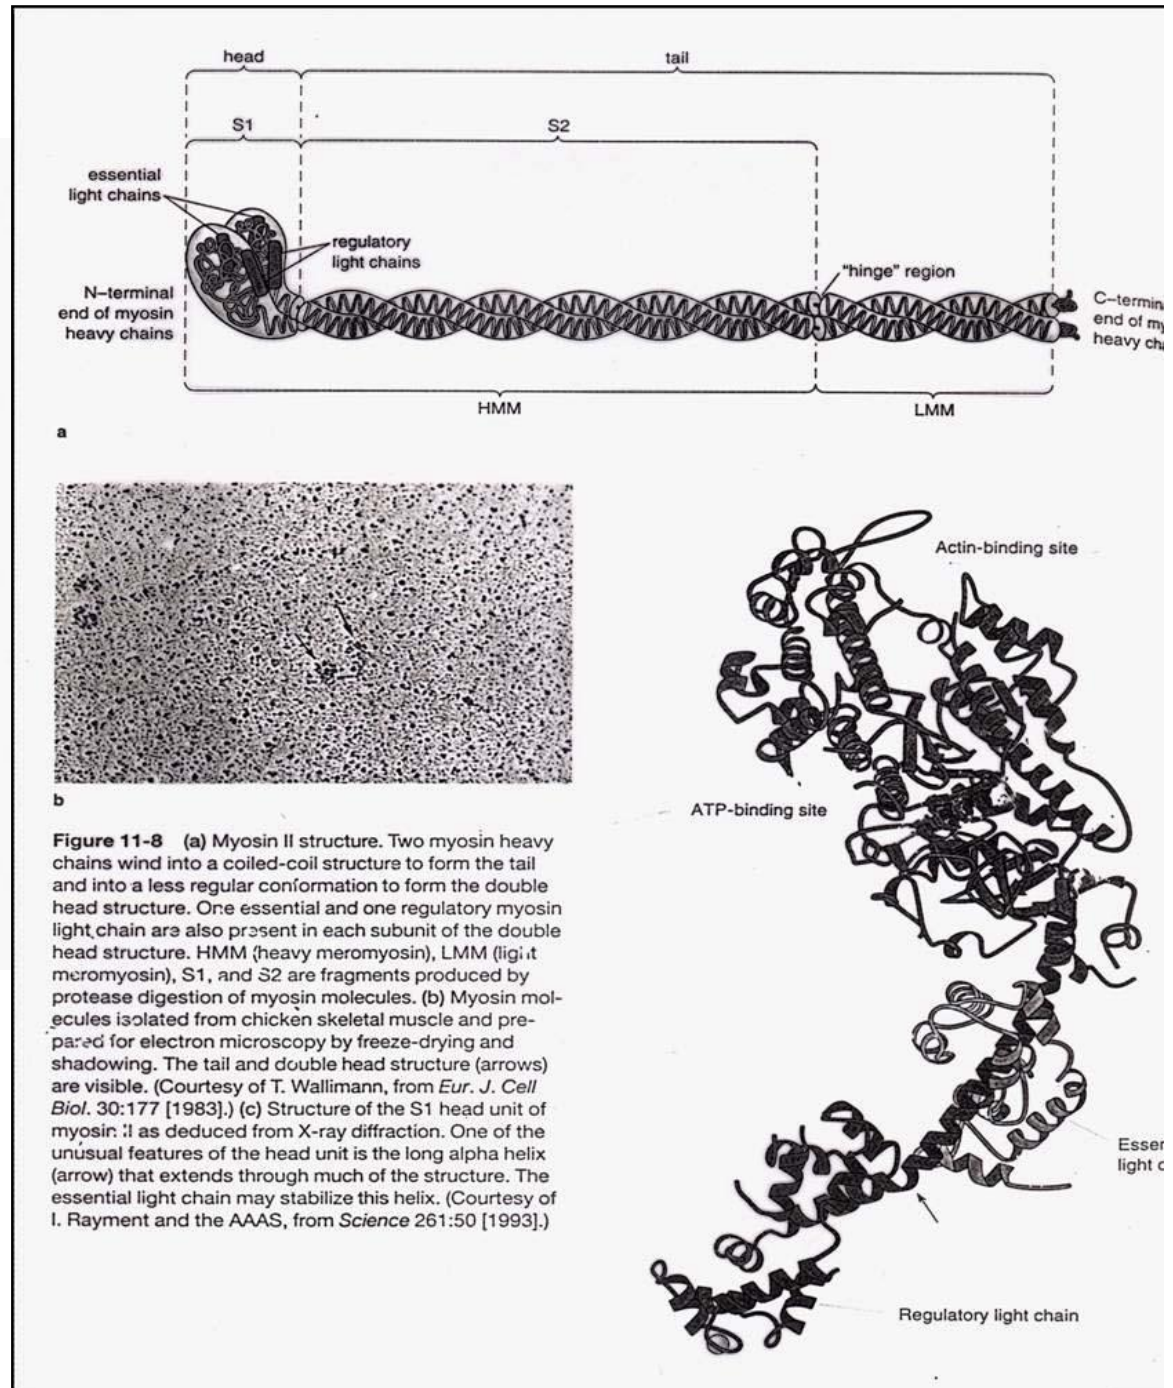 head
tail
S1
S2
essential
light chains
regulatory
light chains
"hinge" region
N–terminal
end of myosin
heavy chains
C–termina
end of my
heavy cha
HMM
LMM
a
b
Actin-binding site
ATP-binding site
Figure 11-8 (a) Myosin II structure. Two myosin heavy
chains wind into a coiled-coil structure to form the tail
and into a less regular conformation to form the double
head structure. One essential and one regulatory myosin
light chain are also present in each subunit of the double
head structure. HMM (heavy meromyosin), LMM (light
meromyosin), S1, and S2 are fragments produced by
protease digestion of myosin molecules. (b) Myosin mol-
ecules isolated from chicken skeletal muscle and pre-
pared for electron microscopy by freeze-drying and
shadowing. The tail and double head structure (arrows)
are visible. (Courtesy of T. Wallimann, from Eur. J. Cell
Biol. 30:177 [1983].) (c) Structure of the S1 head unit of
myosin II as deduced from X-ray diffraction. One of the
unusual features of the head unit is the long alpha helix
(arrow) that extends through much of the structure. The
essential light chain may stabilize this helix. (Courtesy of
I. Rayment and the AAAS, from Science 261:50 [1993].)
Essen
light c
Regulatory light chain